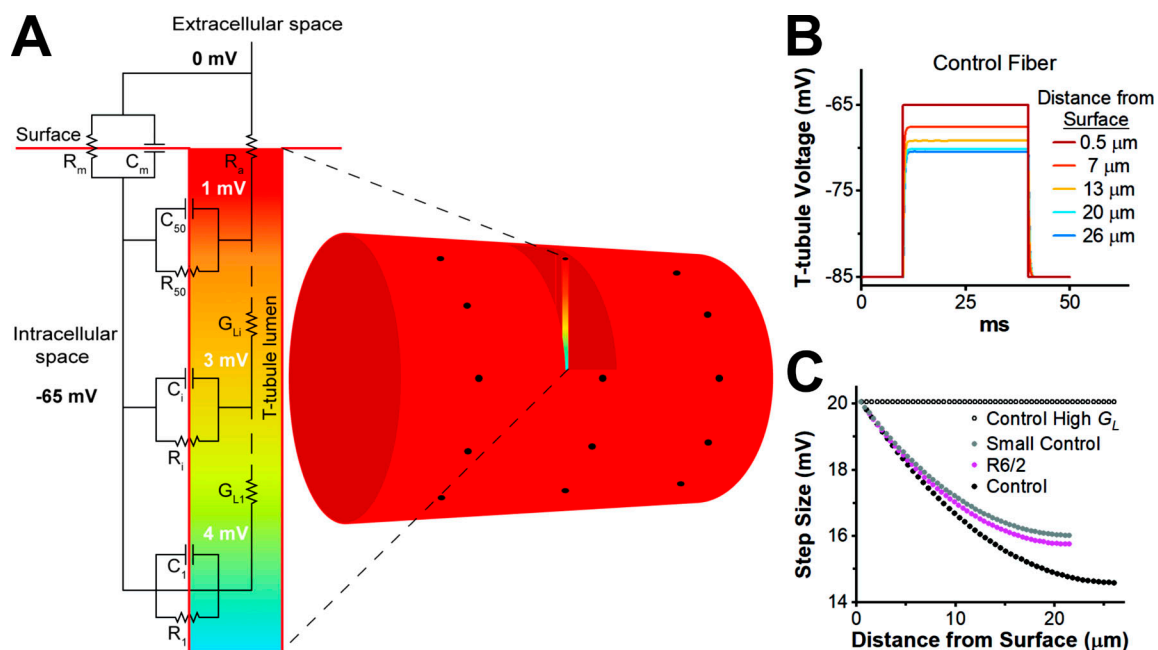 A
Extracellular space
0 mV
Surface
R_m
C_m
R_a
1 mV
C_50
R_50
G_Li
T-tubule lumen
Intracellular
space
-65 mV
3 mV
C_i
R_i
G_L1
4 mV
C_1
R_1
B
Control Fiber
T-tubule Voltage (mV)
-65
-75
-85
0
25
50
ms
Distance from
Surface
0.5 µm
7 µm
13 µm
20 µm
26 µm
C
Step Size (mV)
20
18
16
14
0
10
20
Distance from Surface (µm)
Control High G_L
Small Control
R6/2
Control